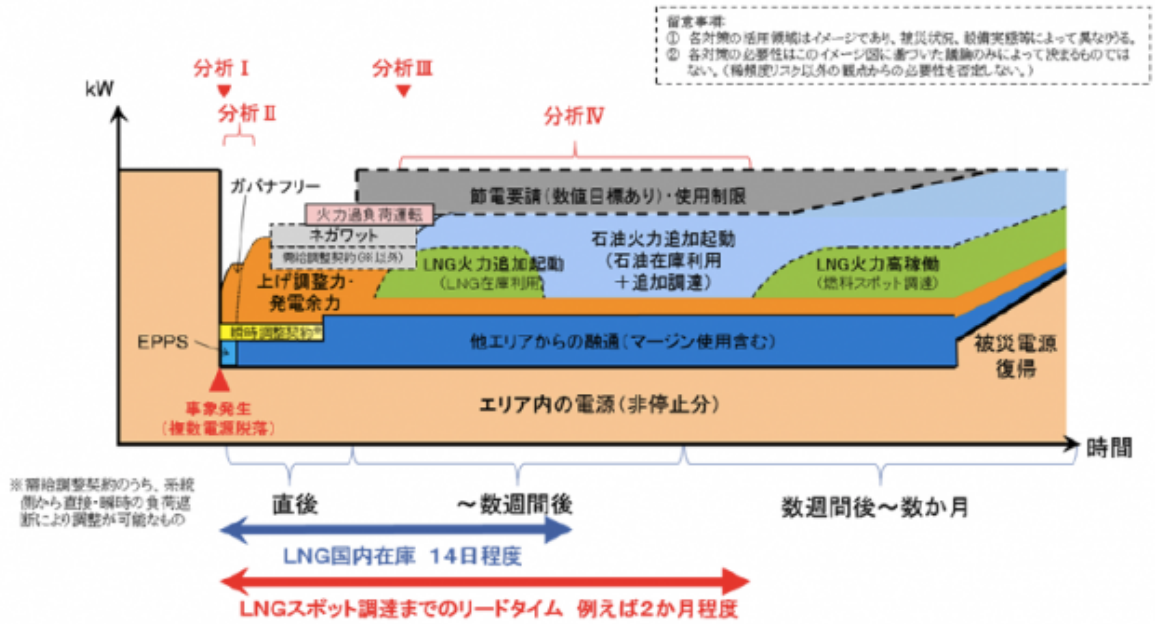 留意事項:
① 各対策の活用領域はイメージであり、被災状況、設備実態等によって異なりうる。
② 各対策の必要性はこのイメージ図に基づいた議論のみによって決まるものでは
ない。(稀頻度リスク以外の観点からの必要性を否定しない。)
分析Ⅰ
分析Ⅲ
kW
分析Ⅱ
分析Ⅳ
ガバナフリー
節電要請(数値目標あり)・使用制限
火力過負荷運転
ネガワット
需給調整契約(※以外)
石油火力追加起動
(石油在庫利用
+追加調達)
LNG火力追加起動
(LNG在庫利用)
LNG火力高稼働
(燃料スポット調達)
上げ調整力・
発電余力
瞬時調整契約※
EPPS
他エリアからの融通(マージン使用含む)
被災電源
復帰
エリア内の電源(非停止分)
事象発生
(複数電源脱落)
時間
※需給調整契約のうち、系統
側から直接・瞬時の負荷遮
断により調整が可能なもの
直後
~数週間後
数週間後~数か月
LNG国内在庫 14日程度
LNGスポット調達までのリードタイム 例えば2か月程度